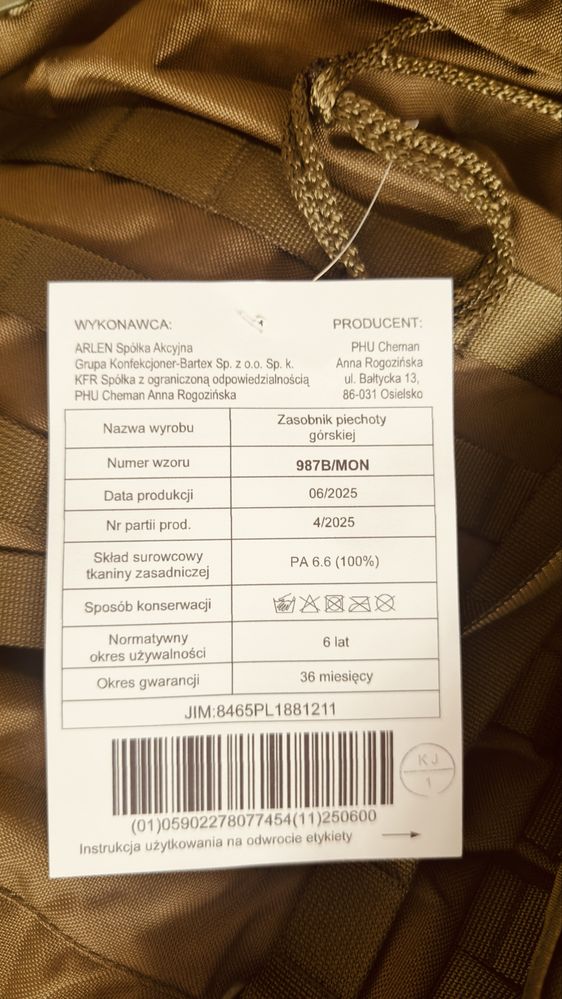 WYKONAWCA:
ARLEN Spółka Akcyjna
Grupa Konfekcjoner-Bartex Sp. z o.o. Sp. k.
KFR Spółka z ograniczoną odpowiedzialnością
PHU Cheman Anna Rogozińska
PRODUCENT:
PHU Cheman
Anna Rogozińska
ul. Bałtycka 13,
86-031 Osielsko
Nazwa wyrobu
Zasobnik piechoty
górskiej
Numer wzoru
987B/MON
Data produkcji
06/2025
Nr partii prod.
4/2025
Skład surowcowy
tkaniny zasadniczej
PA 6.6 (100%)
Sposób konserwacji
Normatywny
okres używalności
6 lat
Okres gwarancji
36 miesięcy
JIM:8465PL1881211
(01)05902278077454(11)250600
KJ
1
Instrukcja użytkowania na odwrocie etykiety